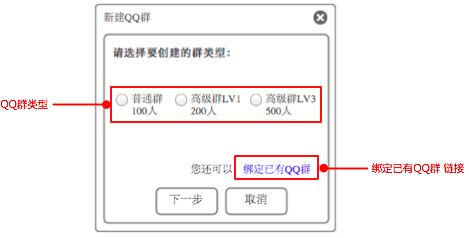 新建QQ群
请选择要创建的群类型：
QQ群类型
普通群 高级群LV1 高级群LV3
100人 200人 500人
您还可以 绑定已有QQ群
绑定已有QQ群 链接
下一步 取消